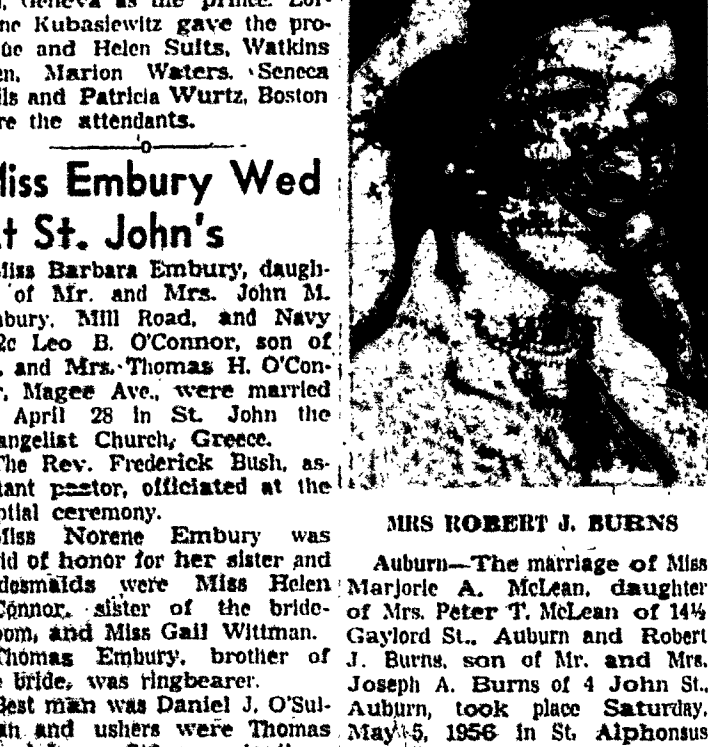 Geneva as the prince. Lor-
ne Kubasiewitz gave the pro-
ue and Helen Suits, Watkins
en, Marion Waters, Seneca
lls and Patricia Wurtz, Boston
re the attendants.
liss Embury Wed
t St. John's
liss Barbara Embury, daugh-
of Mr. and Mrs. John M.
nbury, Mill Road, and Navy
2c Leo B. O'Connor, son of
, and Mrs. Thomas H. O'Con-
r, Magee Ave., were married
April 28 in St. John the
angelist Church, Greece.
The Rev. Frederick Bush, as-
tant pastor, officiated at the
ptial ceremony.
Miss Norene Embury was
id of honor for her sister and
desmaids were Miss Helen
Connor, sister of the bride-
oom, and Miss Gail Wittman.
Thomas Embury, brother of
e bride, was ringbearer.
Best man was Daniel J. O'Sul-
an and ushers were Thomas
MRS ROBERT J. BURNS
Auburn—The marriage of Miss
Marjorie A. McLean, daughter
of Mrs. Peter T. McLean of 14½
Gaylord St., Auburn and Robert
J. Burns, son of Mr. and Mrs.
Joseph A. Burns of 4 John St.,
Auburn, took place Saturday,
May 5, 1956 in St. Alphonsus